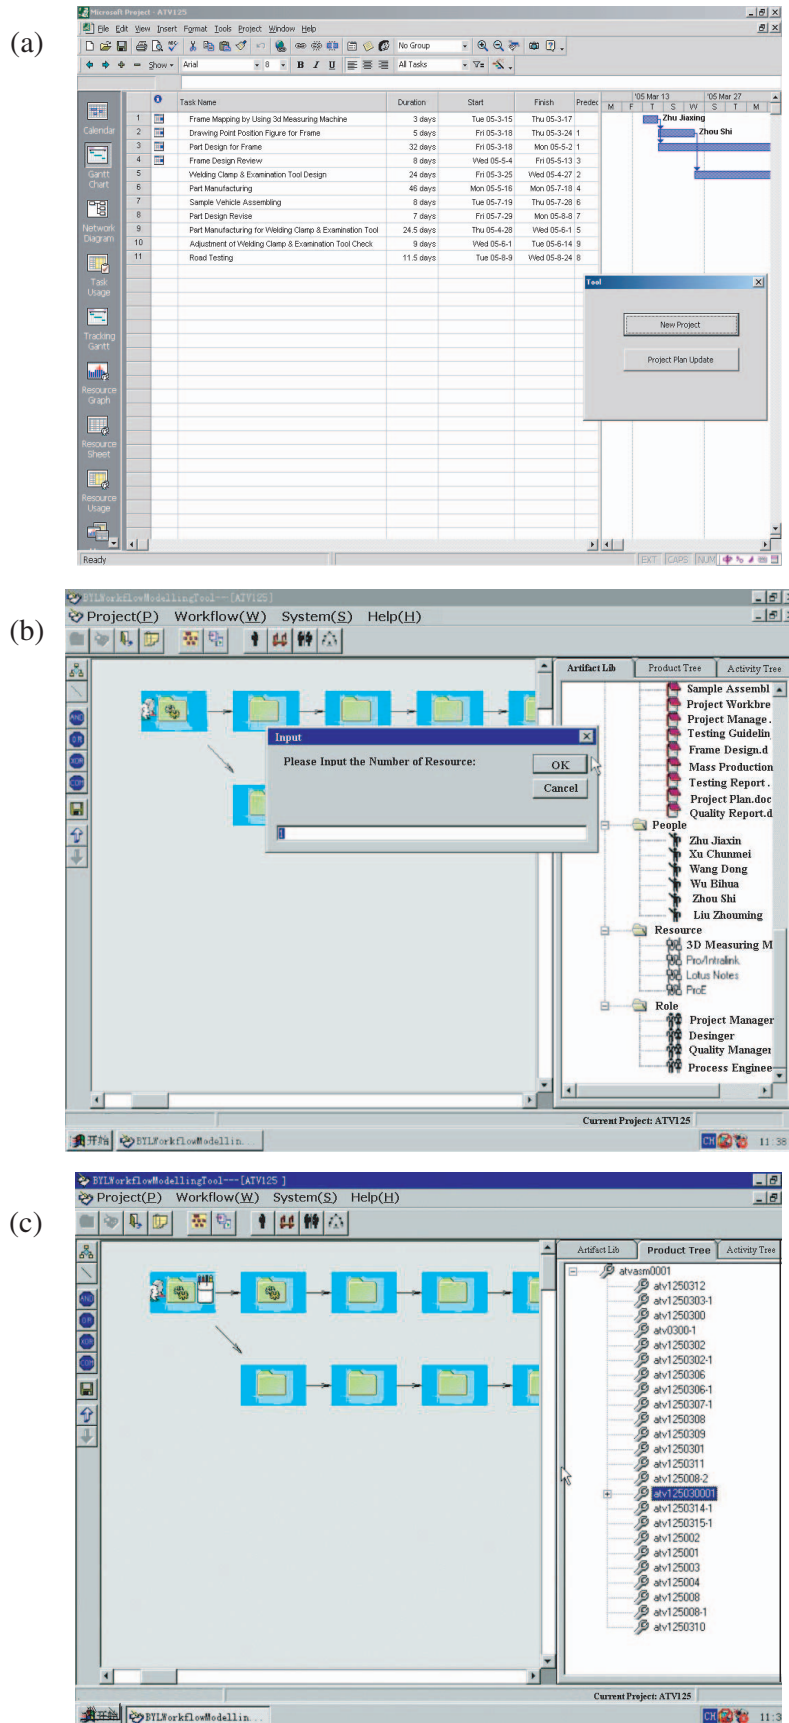 (a)
Microsoft Project - ATV125
File Edit View Insert Format Tools Project Window Help
No Group
Show Arial 8 B I U All Tasks
Task Name Duration Start Finish Predec
'05 Mar 13 '05 Mar 27
M F T S W S T M
1 Frame Mapping by Using 3d Measuring Machine 3 days Tue 05-3-15 Thu 05-3-17
2 Drawing Point Position Figure for Frame 5 days Fri 05-3-18 Thu 05-3-24 1
3 Part Design for Frame 32 days Fri 05-3-18 Mon 05-5-2 1
4 Frame Design Review 8 days Wed 05-5-4 Fri 05-5-13 3
5 Welding Clamp & Examination Tool Design 24 days Fri 05-3-25 Wed 05-4-27 2
6 Part Manufacturing 46 days Mon 05-5-16 Mon 05-7-18 4
7 Sample Vehicle Assembling 8 days Tue 05-7-19 Thu 05-7-28 6
8 Part Design Revise 7 days Fri 05-7-29 Mon 05-8-8 7
9 Part Manufacturing for Welding Clamp & Examination Tool 24.5 days Thu 05-4-28 Wed 05-6-1 5
10 Adjustment of Welding Clamp & Examination Tool Check 9 days Wed 05-6-1 Tue 05-6-14 9
11 Road Testing 11.5 days Tue 05-8-9 Wed 05-8-24 8
Zhu Jiaxing
Zhou Shi
Calendar
Gantt
Chart
Network
Diagram
Task
Usage
Tracking
Gantt
Resource
Graph
Resource
Sheet
Resource
Usage
Tool
New Project
Project Plan Update
Ready
EXT CAPS NUM
(b)
BYLWorkflowModellingTool--[ATV125]
Project(P) Workflow(W) System(S) Help(H)
AND
OR
XOR
COM
Input
Please Input the Number of Resource:
OK
Cancel
1
Artifact Lib Product Tree Activity Tree
Sample Assembl
Project Workbre
Project Manage.
Testing Guidelin
Frame Design.d
Mass Production
Testing Report .
Project Plan.doc
Quality Report.d
People
Zhu Jiaxin
Xu Chunmei
Wang Dong
Wu Bihua
Zhou Shi
Liu Zhouming
Resource
3D Measuring M
Pro/Intralink
Lotus Notes
ProE
Role
Project Manager
Desinger
Quality Manager
Process Enginee
Current Project: ATV125
开始 BYLWorkflowModellin... CH 11:38
(c)
BYLWorkflowModellingTool---[ATV125 ]
Project(P) Workflow(W) System(S) Help(H)
AND
OR
XOR
COM
Artifact Lib Product Tree Activity Tree
atvasm0001
atv1250312
atv1250303-1
atv1250300
atv0300-1
atv1250302
atv1250302-1
atv1250306
atv1250306-1
atv1250307-1
atv1250308
atv1250309
atv1250301
atv1250311
atv125008-2
atv125030001
atv1250314-1
atv1250315-1
atv125002
atv125001
atv125003
atv125004
atv125008
atv125008-1
atv1250310
Current Project: ATV125
开始 BYLWorkflowModellin... CH 11:3